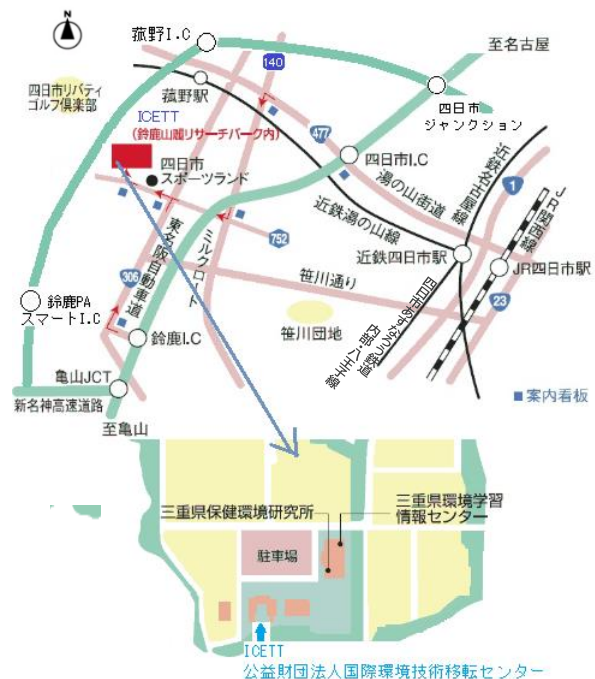 N
菰野I.C
至名古屋
140
四日市リバティ
ゴルフ倶楽部
菰野駅
四日市
ジャンクション
ICETT
(鈴鹿山麓リサーチパーク内)
477
四日市I.C
四日市
スポーツランド
湯の山街道
近鉄名古屋線
1
JR関西線
近鉄湯の山線
752
近鉄四日市駅
JR四日市駅
東名阪自動車道
ミルクロード
306
笹川通り
23
鈴鹿PA
スマートI.C
笹川団地
四日市あすなろう鉄道
内部・八王子線
鈴鹿I.C
亀山JCT
新名神高速道路
至亀山
■案内看板
三重県保健環境研究所
三重県環境学習
情報センター
駐車場
ICETT
公益財団法人国際環境技術移転センター